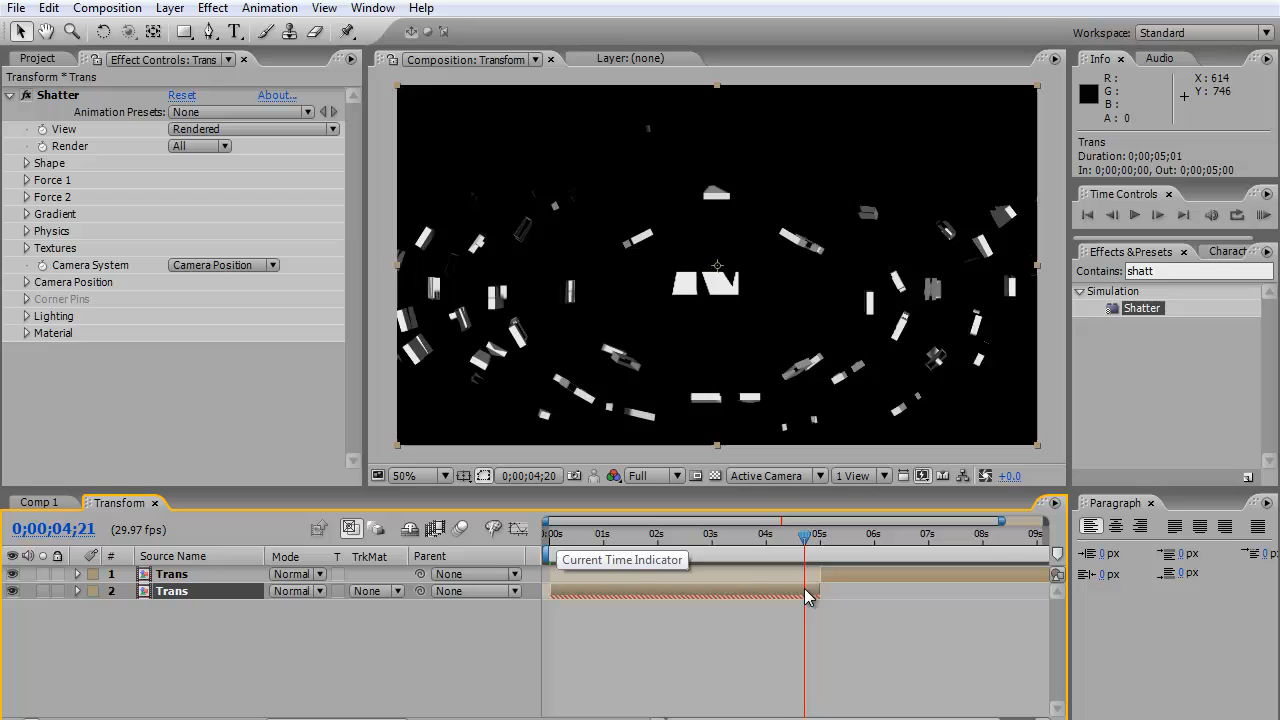 File Edit Composition Layer Effect Animation View Window Help
Workspace: Standard
Project Effect Controls: Trans
Composition: Transform Layer: (none)
Info Audio
Transform * Trans
Shatter Reset About...
Animation Presets: None
View Rendered
Render All
Shape
Force 1
Force 2
Gradient
Physics
Textures
Camera System Camera Position
Camera Position
Corner Pins
Lighting
Material
R :
G :
B :
A : 0
X : 614
Y : 746
Trans
Duration: 0;00;05;01
In: 0;00;00;00, Out: 0;00;05;00
Time Controls
Effects & Presets Charact
Contains: shatt
Simulation
Shatter
50% 0;00;04;20 Full Active Camera 1 View +0.0
Comp 1 Transform
0;00;04;21 (29.97 fps)
0:00s 01s 02s 03s 04s 05s 06s 07s 08s 09s
# Source Name Mode T TrkMat Parent
Current Time Indicator
1 Trans Normal None
2 Trans Normal None None
Paragraph
0 px 0 px 0 px
0 px 0 px